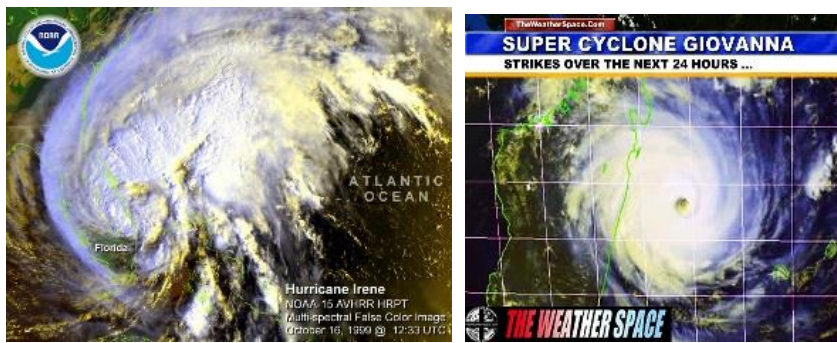 NOAA
ATLANTIC
OCEAN
Florida
Hurricane Irene
NOAA-15 AVHRR HRPT
Multi-spectral False Color Image
October 16, 1999 @ 12:33 UTC
TheWeatherSpace.Com
SUPER CYCLONE GIOVANNA
STRIKES OVER THE NEXT 24 HOURS ...
THE WEATHER SPACE